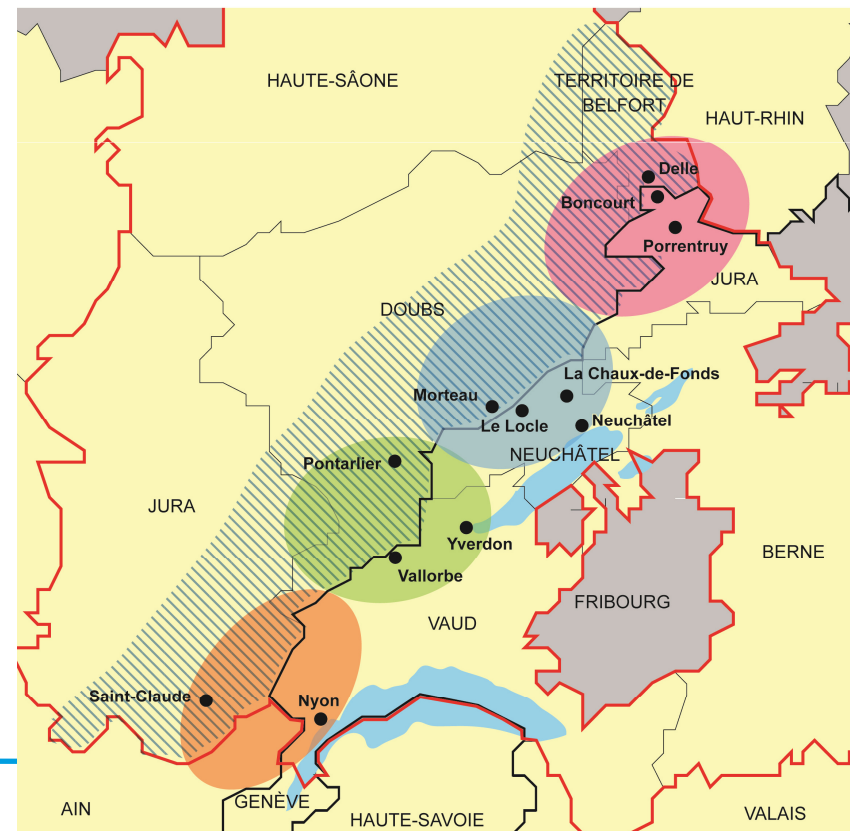 HAUTE-SÂONE
TERRITOIRE DE
BELFORT
HAUT-RHIN
Delle
Boncourt
Porrentruy
JURA
DOUBS
La Chaux-de-Fonds
Morteau
Le Locle
Neuchâtel
NEUCHÂTEL
Pontarlier
JURA
Yverdon
BERNE
Vallorbe
FRIBOURG
VAUD
Saint-Claude
Nyon
GENÈVE
AIN
HAUTE-SAVOIE
VALAIS